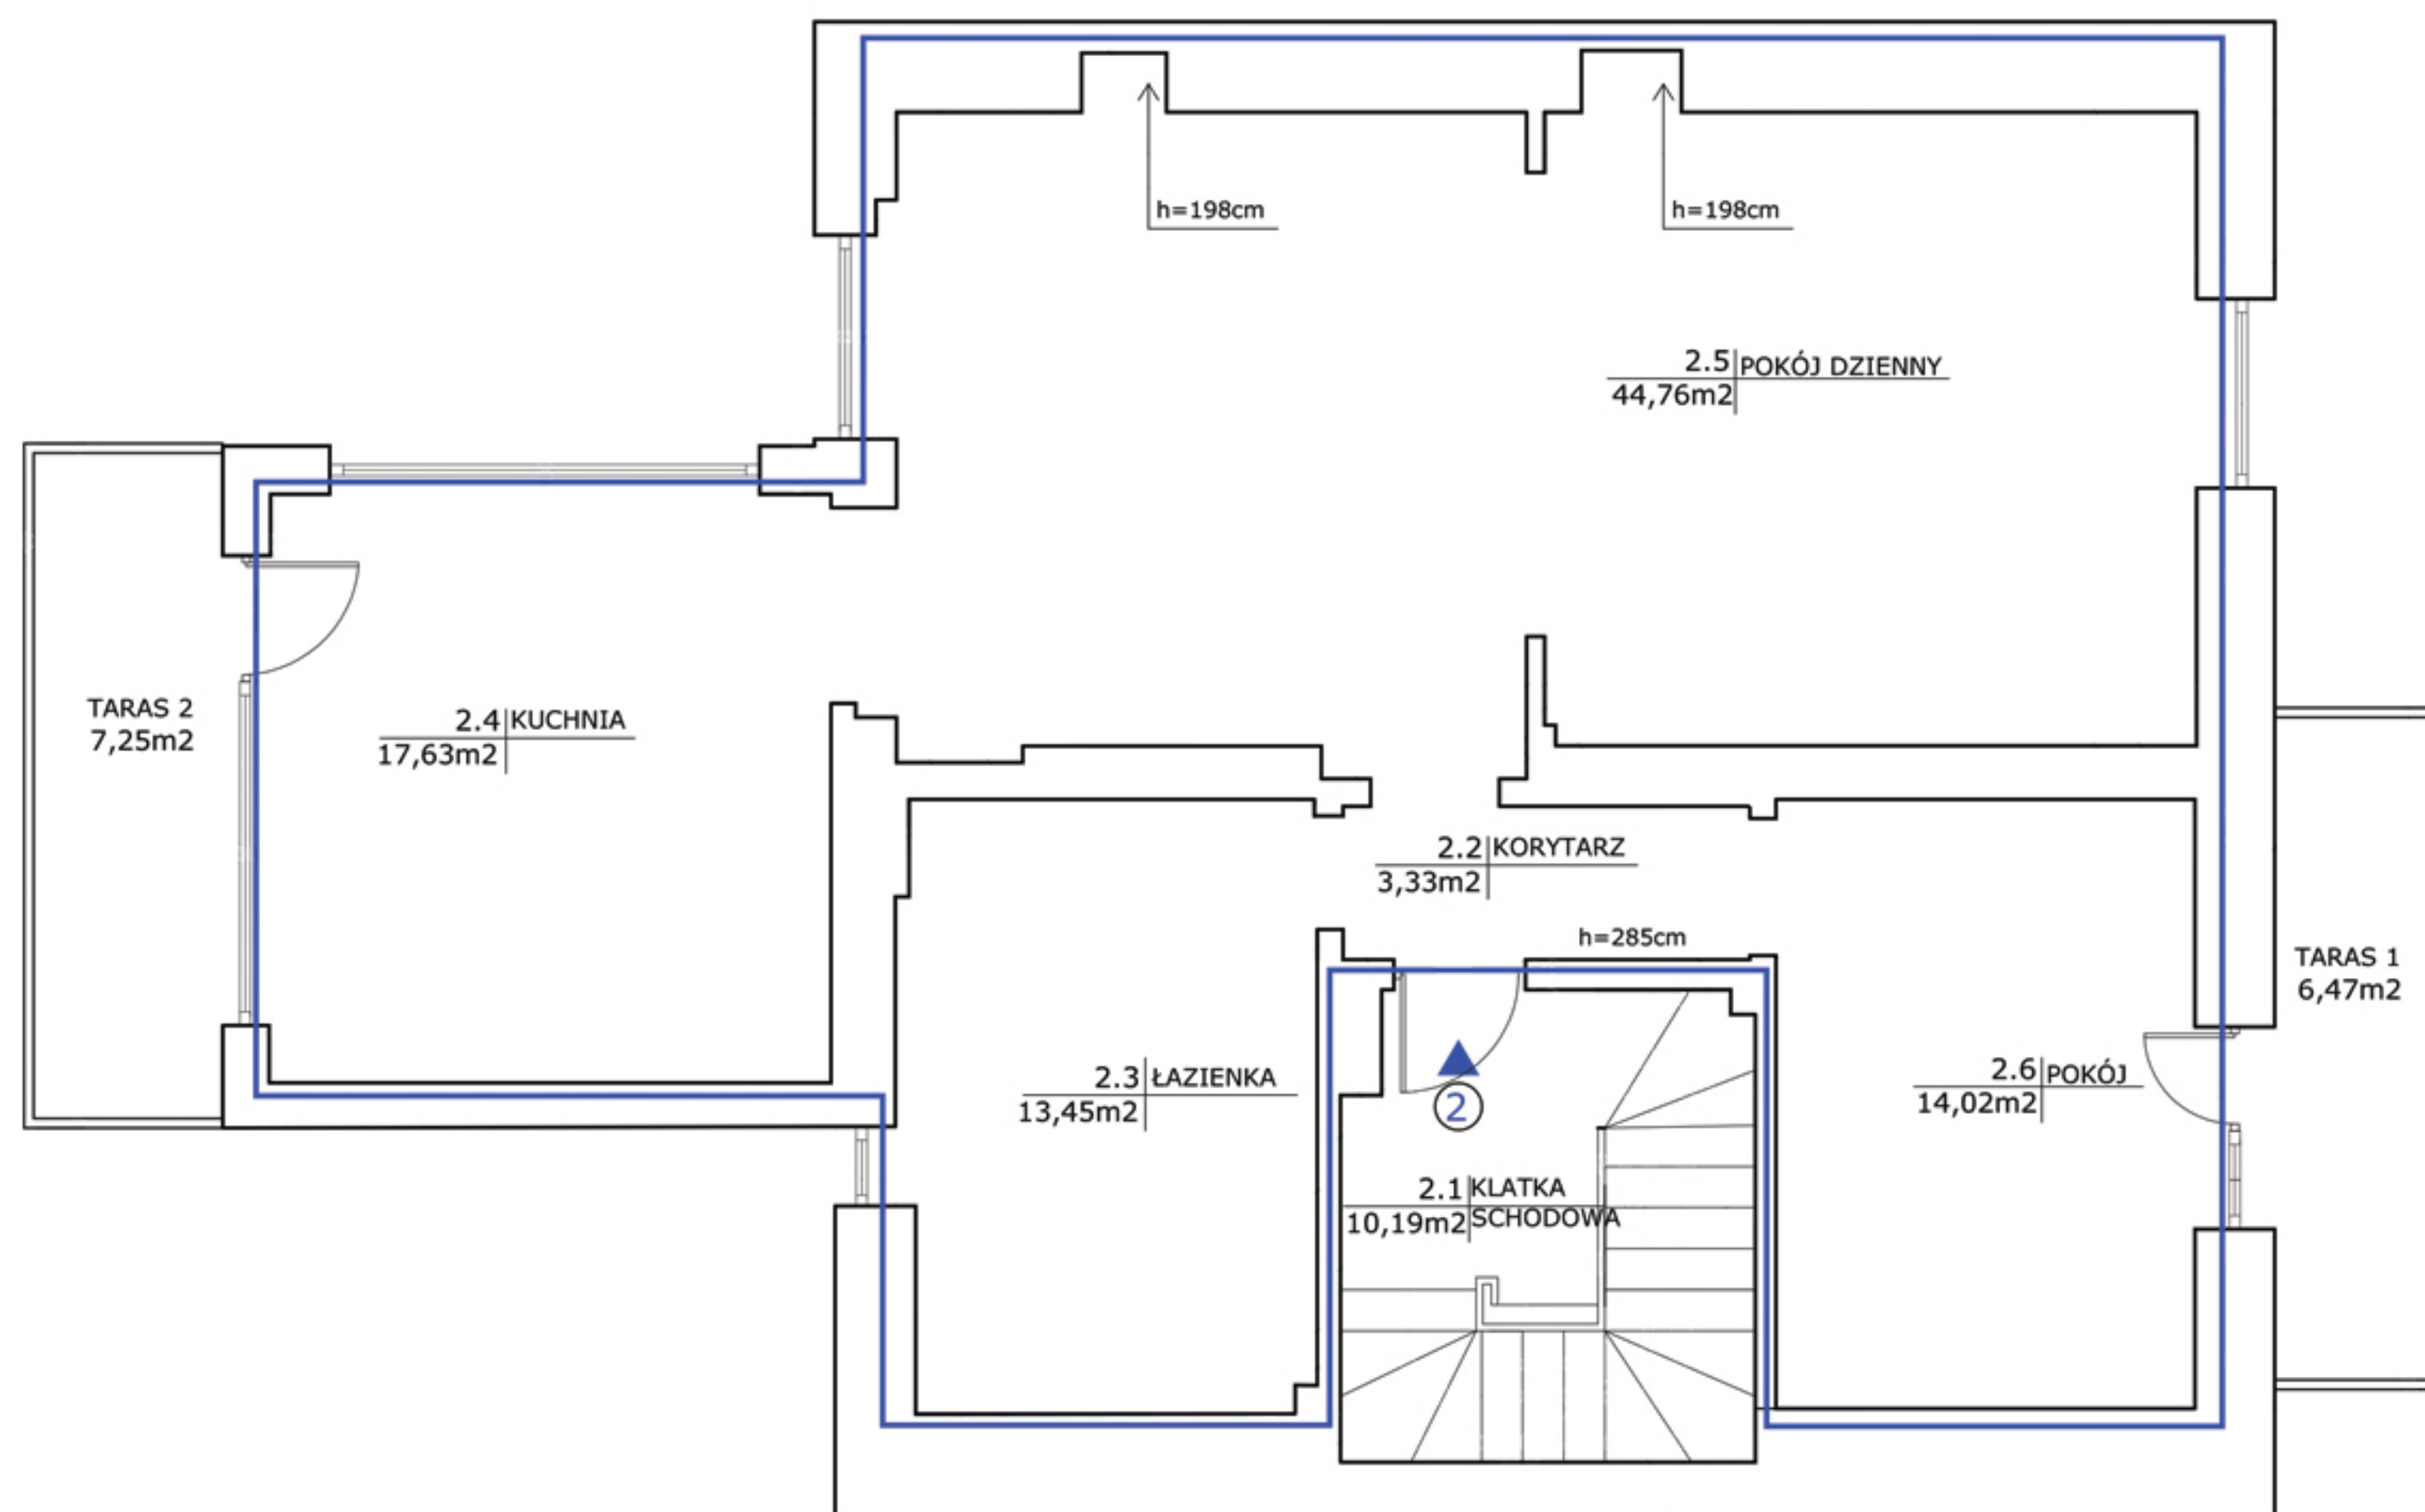 h=198cm
h=198cm
2.5 POKÓJ DZIENNY
44,76m2
TARAS 2
7,25m2
2.4 KUCHNIA
17,63m2
2.2 KORYTARZ
3,33m2
h=285cm
TARAS 1
6,47m2
2.3 ŁAZIENKA
13,45m2
2
2.6 POKÓJ
14,02m2
2.1 KLATKA
10,19m2 SCHODOWA